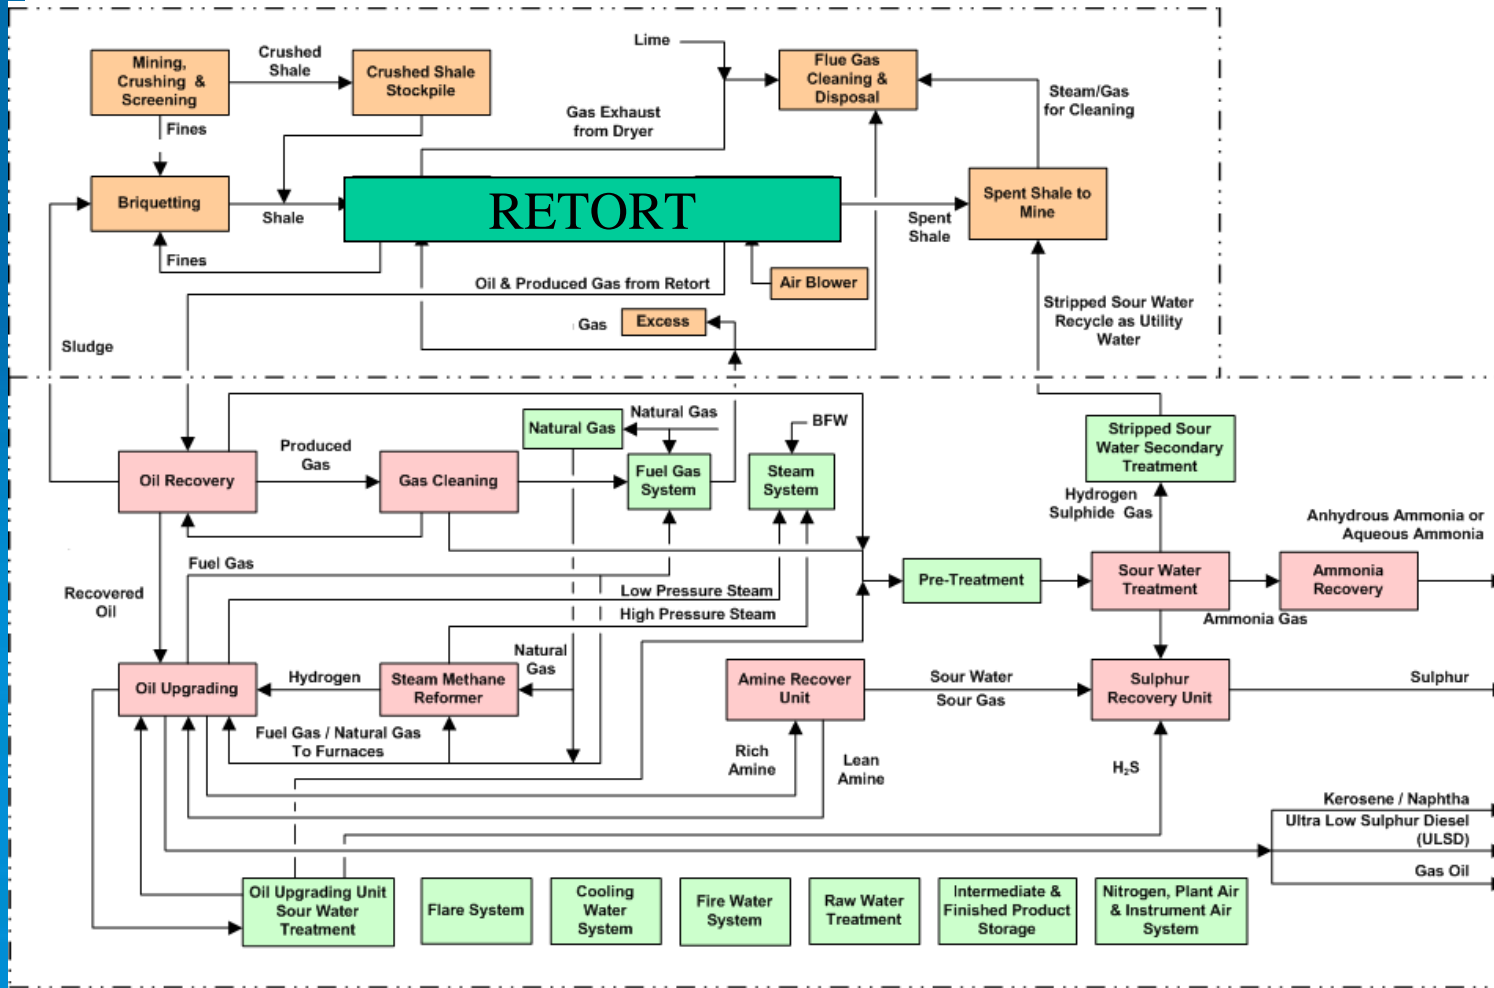 Lime
Mining,
Crushing &
Screening
Crushed
Shale
Crushed Shale
Stockpile
Flue Gas
Cleaning &
Disposal
Steam/Gas
for Cleaning
Gas Exhaust
from Dryer
Fines
Briquetting
Shale
RETORT
Spent
Shale
Spent Shale to
Mine
Fines
Oil & Produced Gas from Retort
Air Blower
Gas
Excess
Stripped Sour Water
Recycle as Utility
Water
Sludge
Natural Gas
Natural Gas
BFW
Stripped Sour
Water Secondary
Treatment
Oil Recovery
Produced
Gas
Gas Cleaning
Fuel Gas
System
Steam
System
Hydrogen
Sulphide Gas
Anhydrous Ammonia or
Aqueous Ammonia
Fuel Gas
Recovered
Oil
Low Pressure Steam
High Pressure Steam
Pre-Treatment
Sour Water
Treatment
Ammonia
Recovery
Ammonia Gas
Oil Upgrading
Hydrogen
Steam Methane
Reformer
Natural
Gas
Amine Recover
Unit
Sour Water
Sour Gas
Sulphur
Recovery Unit
Sulphur
Fuel Gas / Natural Gas
To Furnaces
Rich
Amine
Lean
Amine
H₂S
Kerosene / Naphtha
Ultra Low Sulphur Diesel
(ULSD)
Gas Oil
Oil Upgrading Unit
Sour Water
Treatment
Flare System
Cooling
Water
System
Fire Water
System
Raw Water
Treatment
Intermediate &
Finished Product
Storage
Nitrogen, Plant Air
& Instrument Air
System